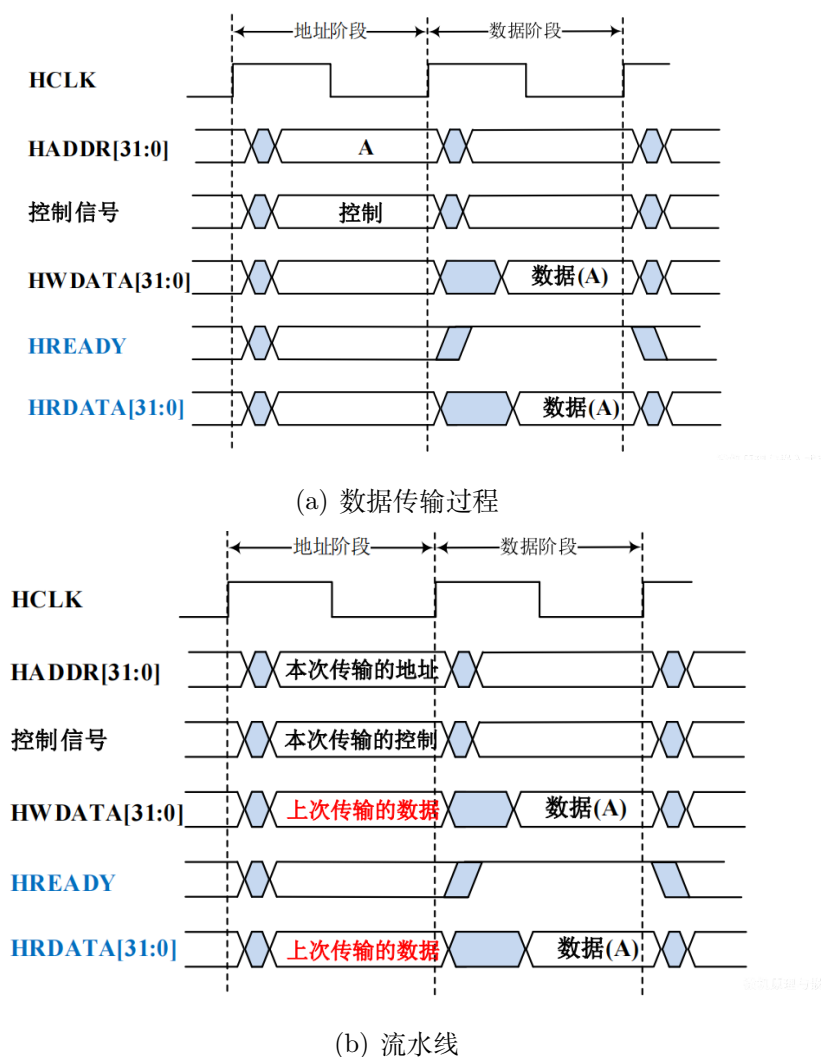 地址阶段 数据阶段
HCLK
HADDR[31:0] A
控制信号 控制
HWDATA[31:0] 数据(A)
HREADY
HRDATA[31:0] 数据(A)
(a) 数据传输过程
地址阶段 数据阶段
HCLK
HADDR[31:0] 本次传输的地址
控制信号 本次传输的控制
HWDATA[31:0] 上次传输的数据 数据(A)
HREADY
HRDATA[31:0] 上次传输的数据 数据(A)
(b) 流水线